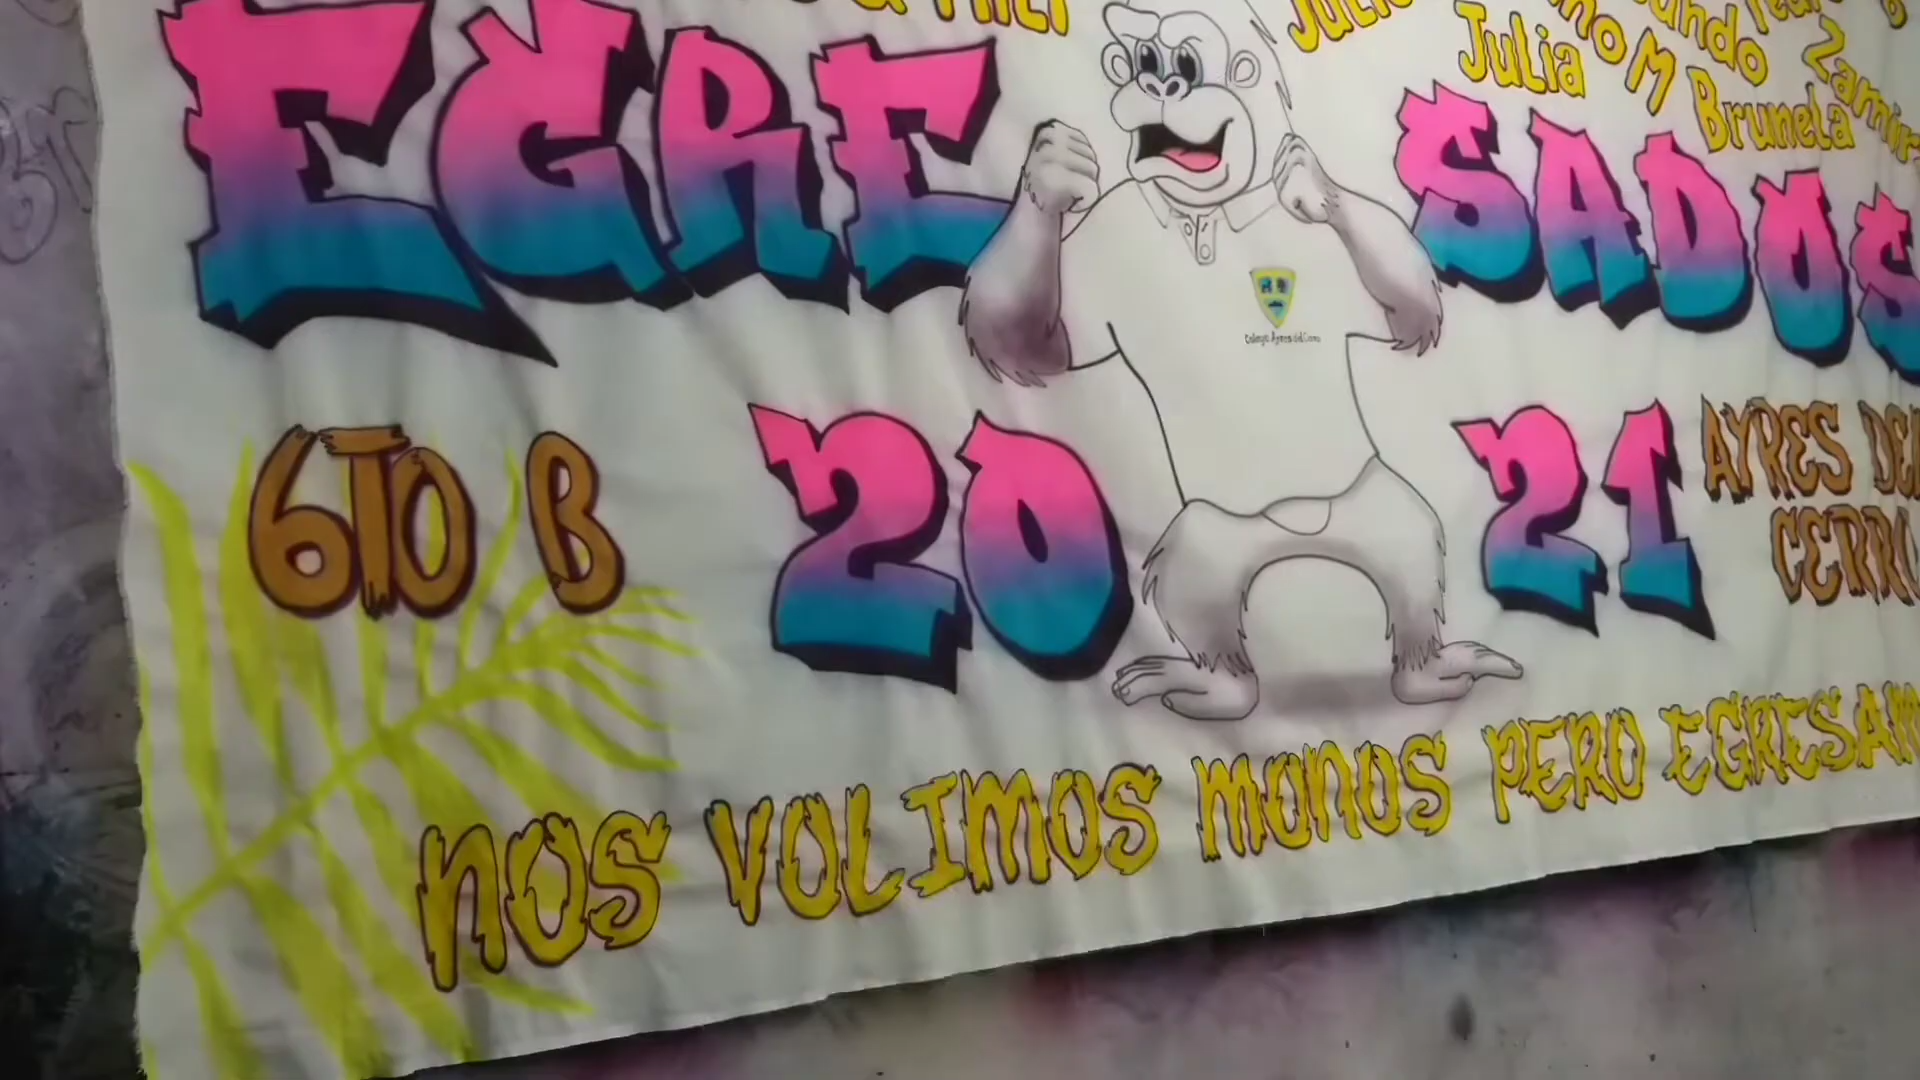 Julia
M
Brunela
EGRE SADOS
6TO B
20 21
AYRES DEL
CERRO
NOS VOLIMOS MONOS PERO EGRESAM